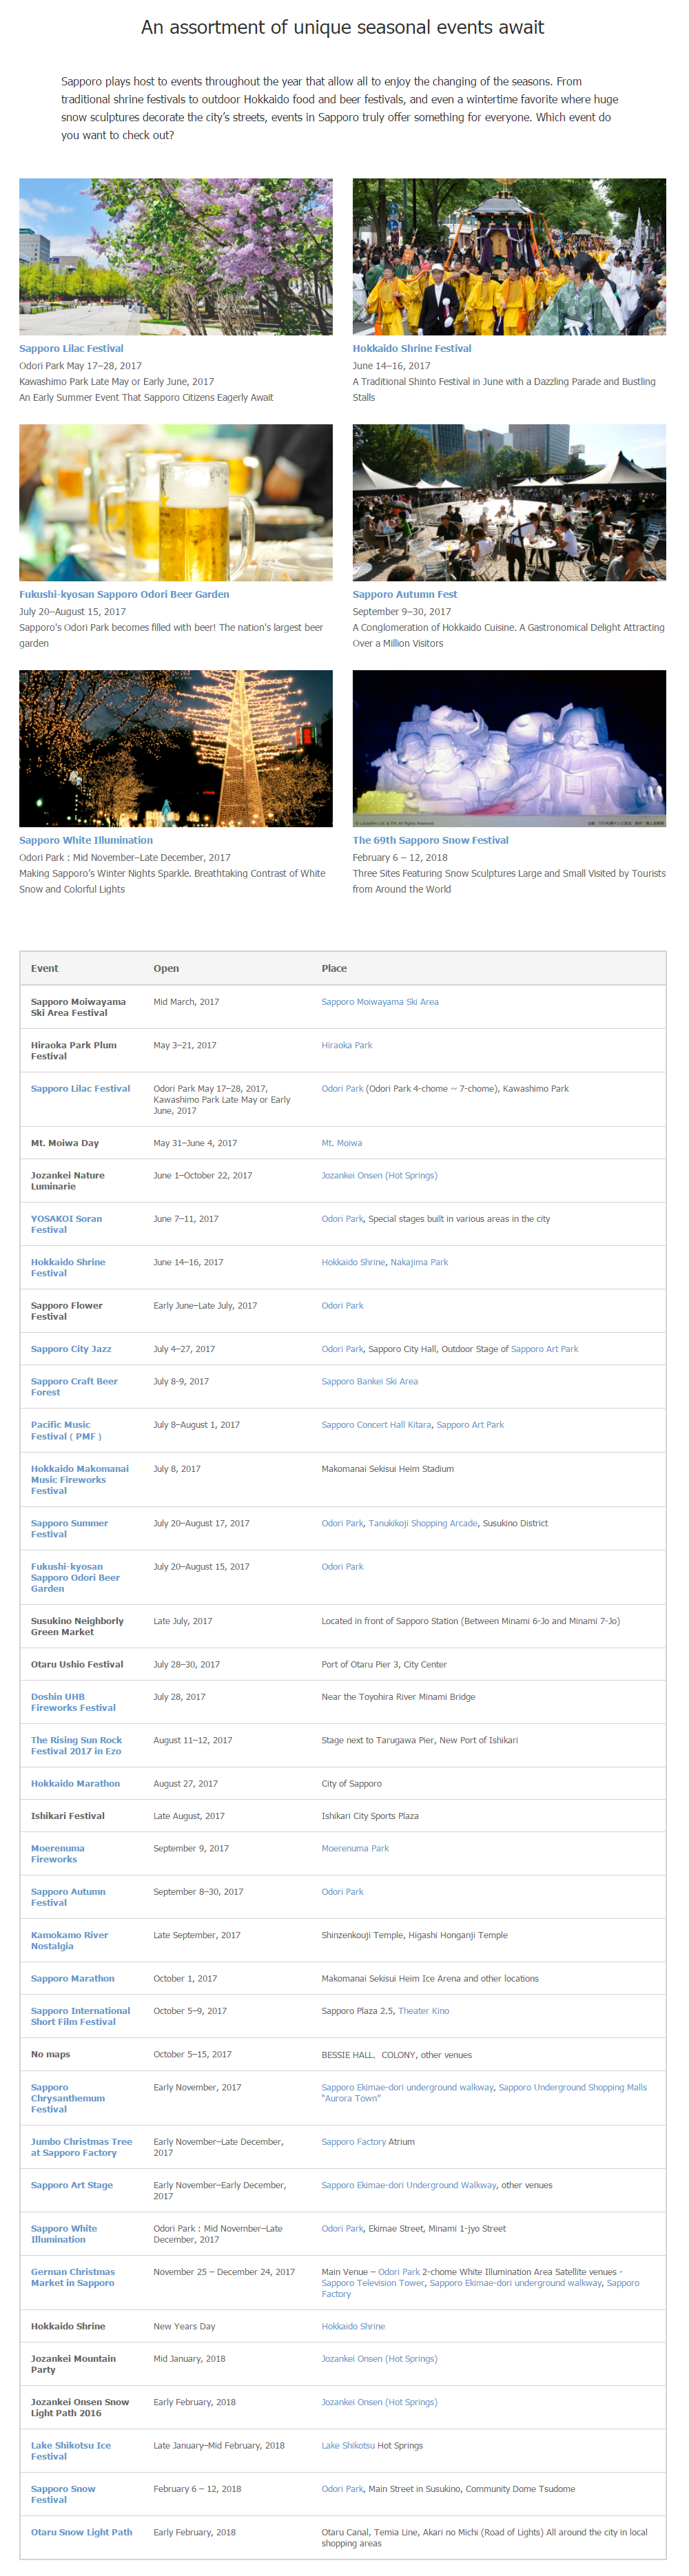 An assortment of unique seasonal events await
Sapporo plays host to events throughout the year that allow all to enjoy the changing of the seasons. From
traditional shrine festivals to outdoor Hokkaido food and beer festivals, and even a wintertime favorite where huge
snow sculptures decorate the city's streets, events in Sapporo truly offer something for everyone. Which event do
you want to check out?
Sapporo Lilac Festival
Odori Park May 17–28, 2017
Kawashimo Park Late May or Early June, 2017
An Early Summer Event That Sapporo Citizens Eagerly Await
Hokkaido Shrine Festival
June 14–16, 2017
A Traditional Shinto Festival in June with a Dazzling Parade and Bustling
Stalls
Fukushi-kyosan Sapporo Odori Beer Garden
July 20–August 15, 2017
Sapporo's Odori Park becomes filled with beer! The nation's largest beer
garden
Sapporo Autumn Fest
September 9–30, 2017
A Conglomeration of Hokkaido Cuisine. A Gastronomical Delight Attracting
Over a Million Visitors
Sapporo White Illumination
Odori Park : Mid November–Late December, 2017
Making Sapporo's Winter Nights Sparkle. Breathtaking Contrast of White
Snow and Colorful Lights
The 69th Sapporo Snow Festival
February 6 – 12, 2018
Three Sites Featuring Snow Sculptures Large and Small Visited by Tourists
from Around the World
Event Open Place
Sapporo Moiwayama Mid March, 2017 Sapporo Moiwayama Ski Area
Ski Area Festival
Hiraoka Park Plum May 3–21, 2017 Hiraoka Park
Festival
Sapporo Lilac Festival Odori Park May 17–28, 2017, Odori Park (Odori Park 4-chome ～ 7-chome), Kawashimo Park
Kawashimo Park Late May or Early
June, 2017
Mt. Moiwa Day May 31–June 4, 2017 Mt. Moiwa
Jozankei Nature June 1–October 22, 2017 Jozankei Onsen (Hot Springs)
Luminarie
YOSAKOI Soran June 7–11, 2017 Odori Park, Special stages built in various areas in the city
Festival
Hokkaido Shrine June 14–16, 2017 Hokkaido Shrine, Nakajima Park
Festival
Sapporo Flower Early June–Late July, 2017 Odori Park
Festival
Sapporo City Jazz July 4–27, 2017 Odori Park, Sapporo City Hall, Outdoor Stage of Sapporo Art Park
Sapporo Craft Beer July 8-9, 2017 Sapporo Bankei Ski Area
Forest
Pacific Music July 8–August 1, 2017 Sapporo Concert Hall Kitara, Sapporo Art Park
Festival ( PMF )
Hokkaido Makomanai July 8, 2017 Makomanai Sekisui Heim Stadium
Music Fireworks
Festival
Sapporo Summer July 20–August 17, 2017 Odori Park, Tanukikoji Shopping Arcade, Susukino District
Festival
Fukushi-kyosan July 20–August 15, 2017 Odori Park
Sapporo Odori Beer
Garden
Susukino Neighborly Late July, 2017 Located in front of Sapporo Station (Between Minami 6-Jo and Minami 7-Jo)
Green Market
Otaru Ushio Festival July 28–30, 2017 Port of Otaru Pier 3, City Center
Doshin UHB July 28, 2017 Near the Toyohira River Minami Bridge
Fireworks Festival
The Rising Sun Rock August 11–12, 2017 Stage next to Tarugawa Pier, New Port of Ishikari
Festival 2017 in Ezo
Hokkaido Marathon August 27, 2017 City of Sapporo
Ishikari Festival Late August, 2017 Ishikari City Sports Plaza
Moerenuma September 9, 2017 Moerenuma Park
Fireworks
Sapporo Autumn September 8–30, 2017 Odori Park
Festival
Kamokamo River Late September, 2017 Shinzenkouji Temple, Higashi Honganji Temple
Nostalgia
Sapporo Marathon October 1, 2017 Makomanai Sekisui Heim Ice Arena and other locations
Sapporo International October 5–9, 2017 Sapporo Plaza 2.5, Theater Kino
Short Film Festival
No maps October 5–15, 2017 BESSIE HALL、COLONY, other venues
Sapporo Early November, 2017 Sapporo Ekimae-dori underground walkway, Sapporo Underground Shopping Malls
Chrysanthemum "Aurora Town"
Festival
Jumbo Christmas Tree Early November–Late December, Sapporo Factory Atrium
at Sapporo Factory 2017
Sapporo Art Stage Early November–Early December, Sapporo Ekimae-dori Underground Walkway, other venues
2017
Sapporo White Odori Park : Mid November–Late Odori Park, Ekimae Street, Minami 1-jyo Street
Illumination December, 2017
German Christmas November 25 – December 24, 2017 Main Venue – Odori Park 2-chome White Illumination Area Satellite venues -
Market in Sapporo Sapporo Television Tower, Sapporo Ekimae-dori underground walkway, Sapporo
Factory
Hokkaido Shrine New Years Day Hokkaido Shrine
Jozankei Mountain Mid January, 2018 Jozankei Onsen (Hot Springs)
Party
Jozankei Onsen Snow Early February, 2018 Jozankei Onsen (Hot Springs)
Light Path 2016
Lake Shikotsu Ice Late January–Mid February, 2018 Lake Shikotsu Hot Springs
Festival
Sapporo Snow February 6 – 12, 2018 Odori Park, Main Street in Susukino, Community Dome Tsudome
Festival
Otaru Snow Light Path Early February, 2018 Otaru Canal, Temia Line, Akari no Michi (Road of Lights) All around the city in local
shopping areas